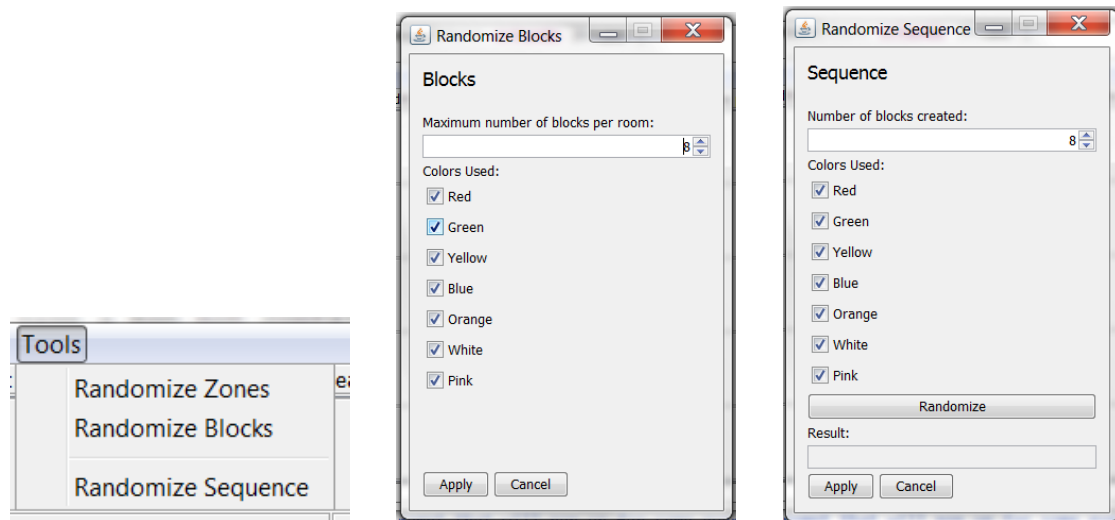 Tools
Randomize Zones
Randomize Blocks
Randomize Sequence
Randomize Blocks
Blocks
Maximum number of blocks per room:
8
Colors Used:
Red
Green
Yellow
Blue
Orange
White
Pink
Apply Cancel
Randomize Sequence
Sequence
Number of blocks created:
8
Colors Used:
Red
Green
Yellow
Blue
Orange
White
Pink
Randomize
Result:
Apply Cancel